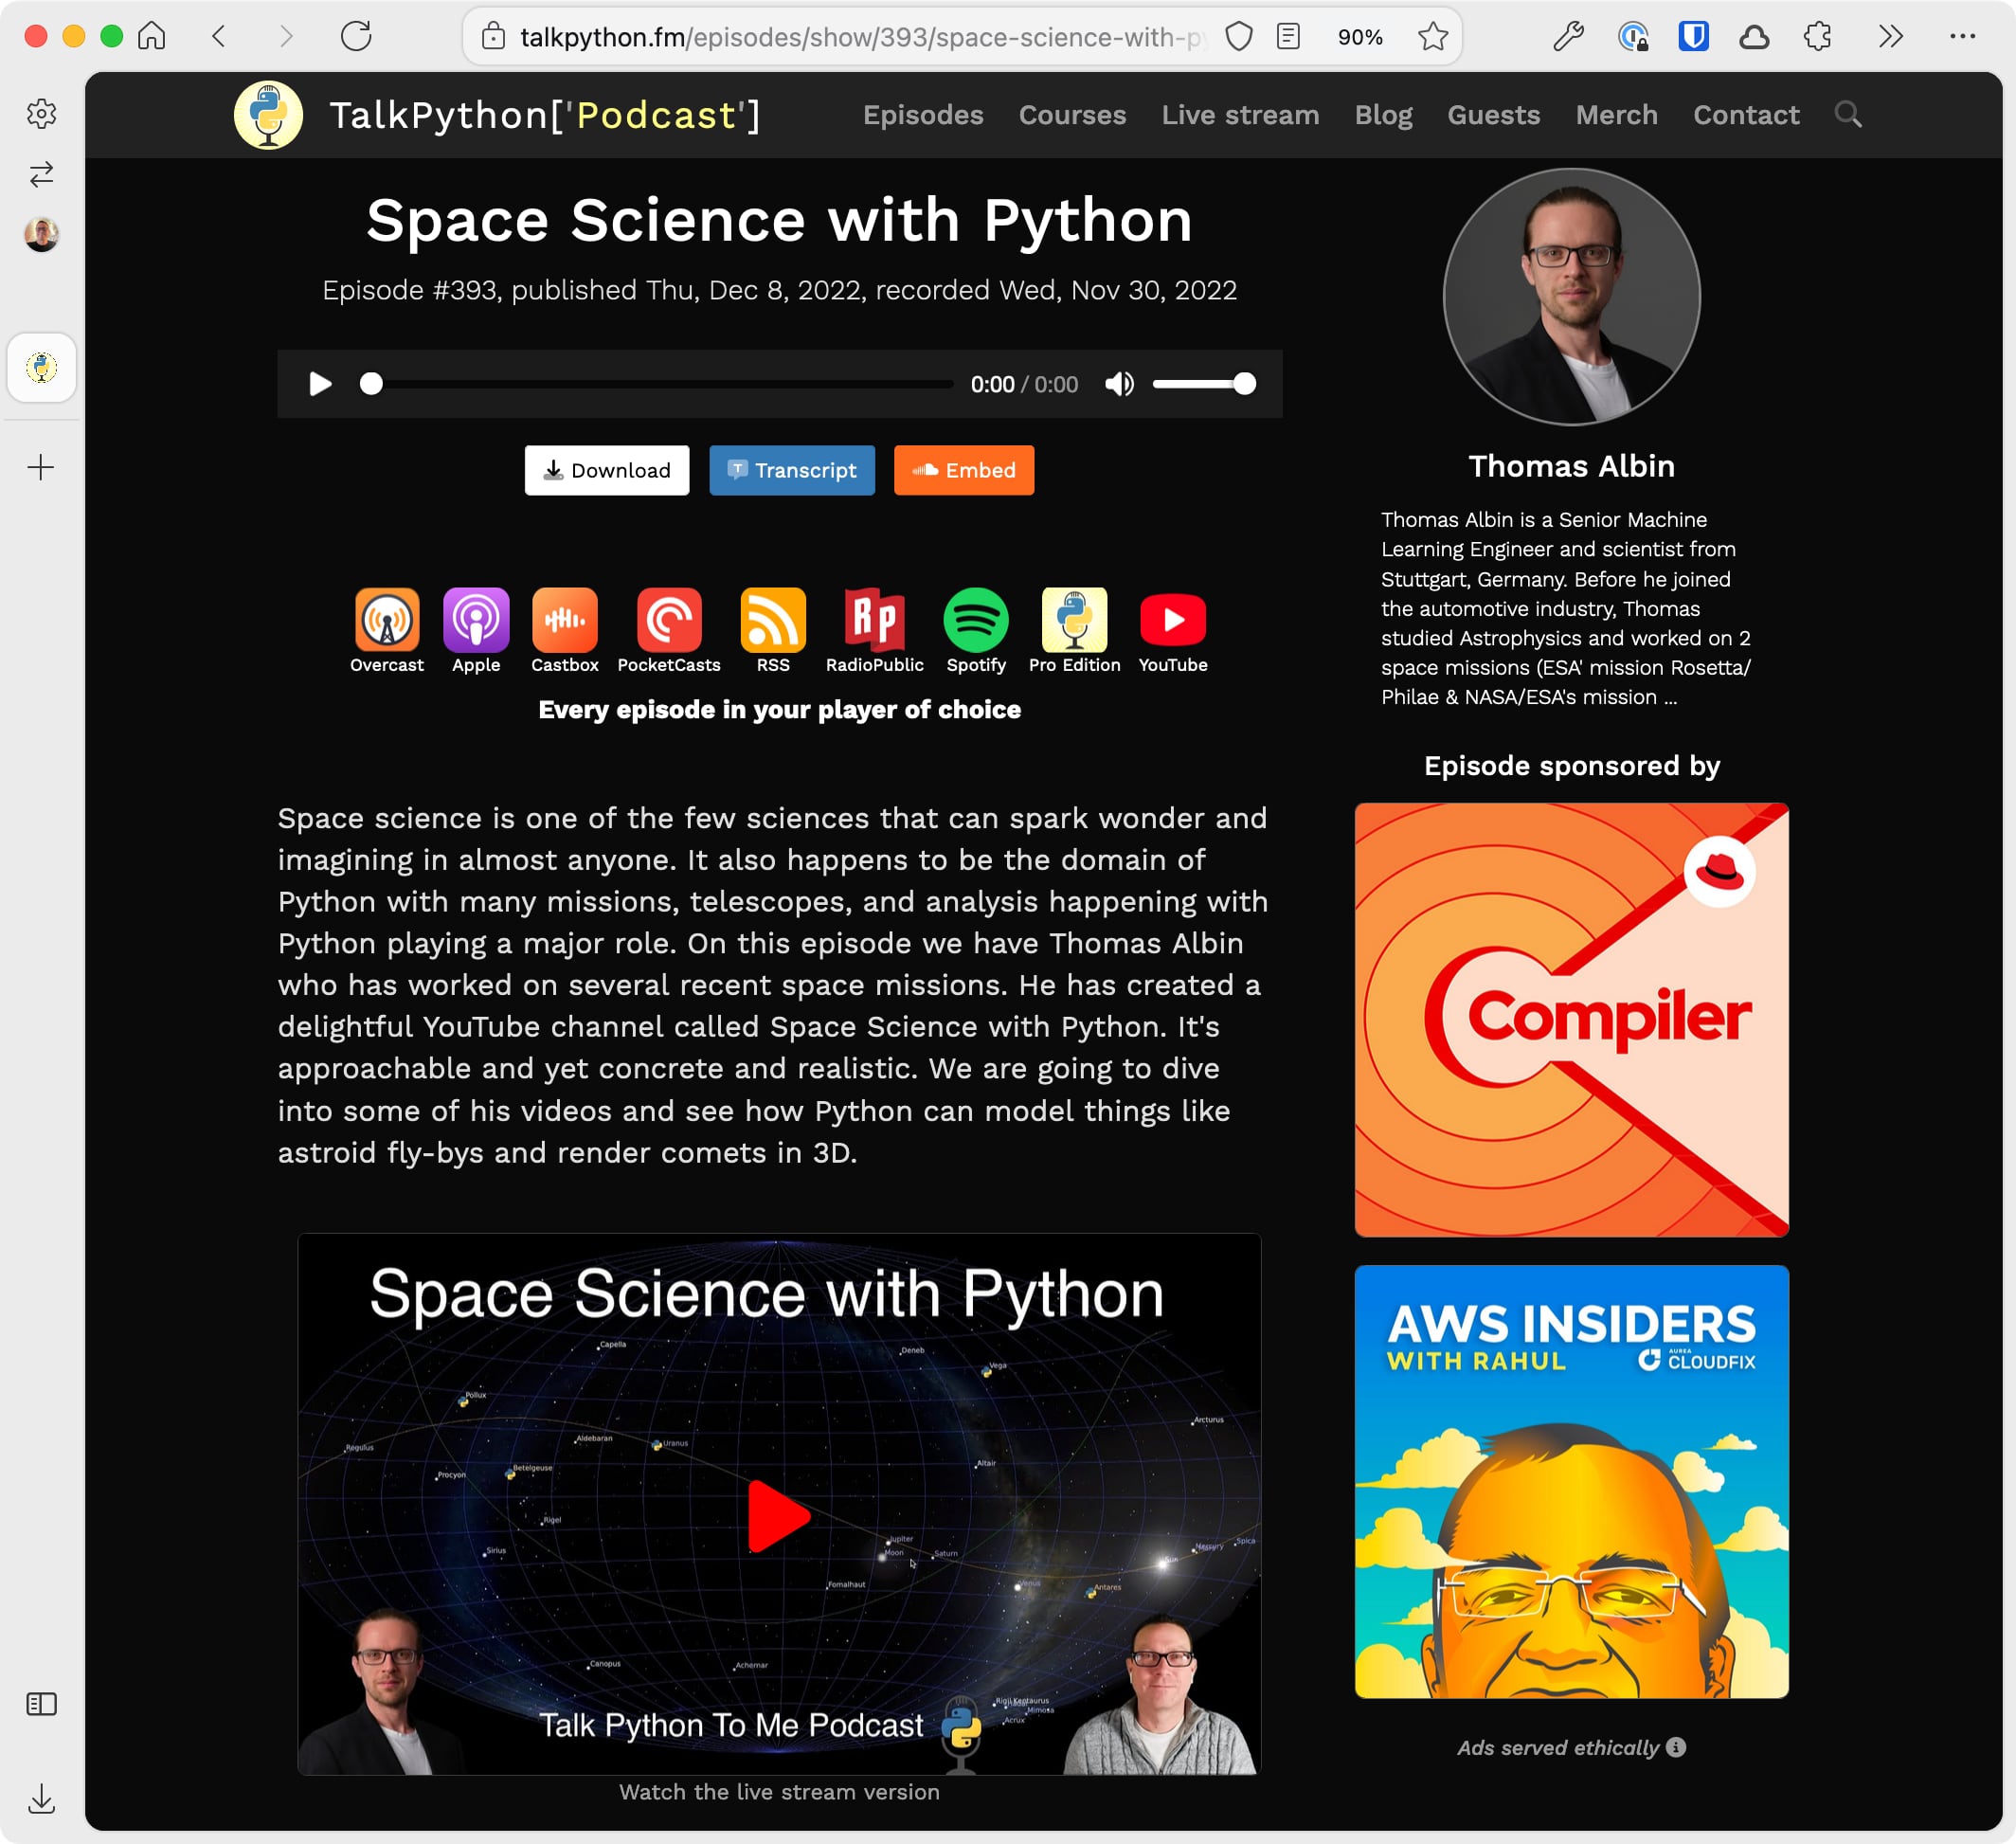 talkpython.fm/episodes/show/393/space-science-with-py
90%
TalkPython['Podcast']
Episodes Courses Live stream Blog Guests Merch Contact
Space Science with Python
Episode #393, published Thu, Dec 8, 2022, recorded Wed, Nov 30, 2022
0:00 / 0:00
Download Transcript Embed
Overcast Apple Castbox PocketCasts RSS RadioPublic Spotify Pro Edition YouTube
Every episode in your player of choice
Space science is one of the few sciences that can spark wonder and
imagining in almost anyone. It also happens to be the domain of
Python with many missions, telescopes, and analysis happening with
Python playing a major role. On this episode we have Thomas Albin
who has worked on several recent space missions. He has created a
delightful YouTube channel called Space Science with Python. It's
approachable and yet concrete and realistic. We are going to dive
into some of his videos and see how Python can model things like
astroid fly-bys and render comets in 3D.
Space Science with Python
Capella
Deneb
Vega
Pollux
Arcturus
Aldebaran
Uranus
Regulus
Procyon
Betelgeuse
Altair
Rigel
Jupiter
Sirius
Moon
Saturn
Mercury
Spica
Sun
Fomalhaut
Venus
Antares
Canopus
Achernar
Rigil Kentaurus
Mimosa
Acrux
Talk Python To Me Podcast
Watch the live stream version
Thomas Albin
Thomas Albin is a Senior Machine
Learning Engineer and scientist from
Stuttgart, Germany. Before he joined
the automotive industry, Thomas
studied Astrophysics and worked on 2
space missions (ESA' mission Rosetta/
Philae & NASA/ESA's mission ...
Episode sponsored by
Compiler
AWS INSIDERS
WITH RAHUL
AUREA
CLOUDFIX
Ads served ethically